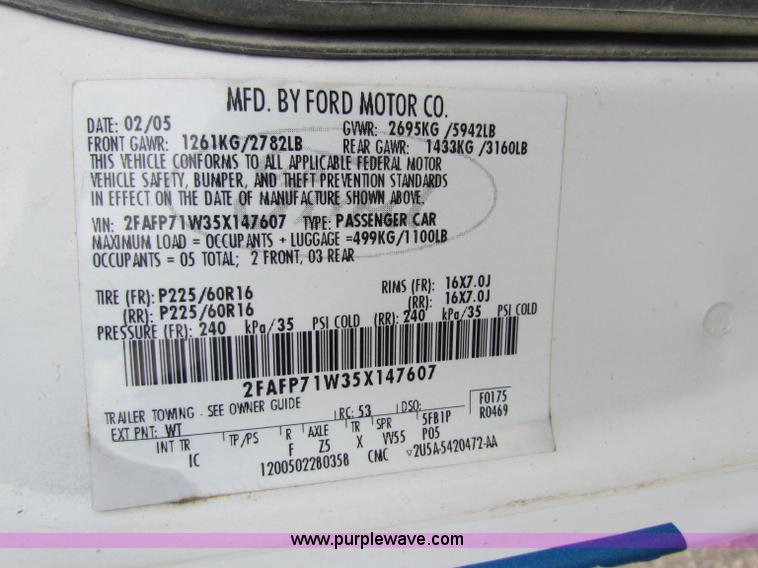 MFD. BY FORD MOTOR CO.
DATE: 02/05 GVWR: 2695KG /5942LB
FRONT GAWR: 1261KG/2782LB REAR GAWR: 1433KG /3160LB
THIS VEHICLE CONFORMS TO ALL APPLICABLE FEDERAL MOTOR
VEHICLE SAFETY, BUMPER, AND THEFT PREVENTION STANDARDS
IN EFFECT ON THE DATE OF MANUFACTURE SHOWN ABOVE.
VIN: 2FAFP71W35X147607 TYPE: PASSENGER CAR
MAXIMUM LOAD = OCCUPANTS + LUGGAGE =499KG/1100LB
OCCUPANTS = 05 TOTAL; 2 FRONT, 03 REAR
TIRE (FR): P225/60R16 RIMS (FR): 16X7.0J
(RR): P225/60R16 (RR): 16X7.0J
PRESSURE (FR): 240 kPa/35 PSI COLD (RR): 240 kPa/35 PSI COLD
2FAFP71W35X147607
TRAILER TOWING - SEE OWNER GUIDE RC: 53 DSO: F0175
EXT PNT: WT 5FB1P R0469
INT TR TP/PS R AXLE TR SPR P05
IC F Z5 X VV55
1200502280358 CMC ▽2U5A-5420472-AA
www.purplewave.com